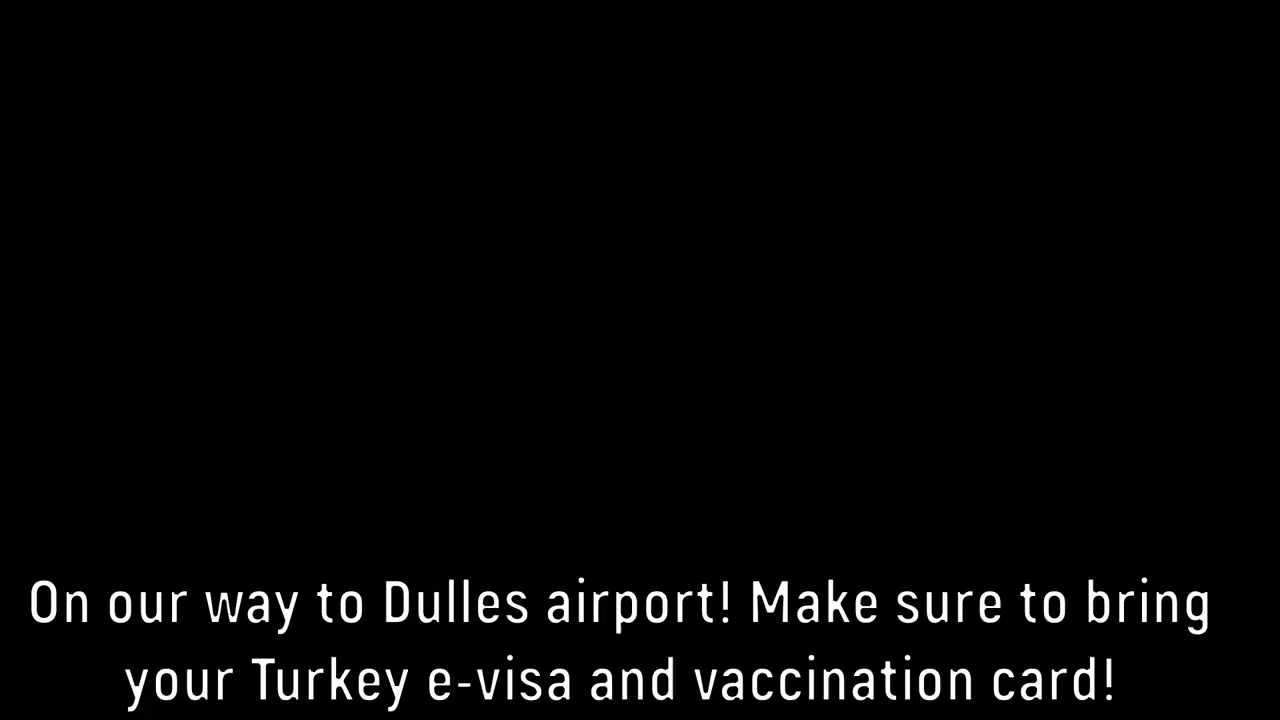 On our way to Dulles airport! Make sure to bring
your Turkey e-visa and vaccination card!